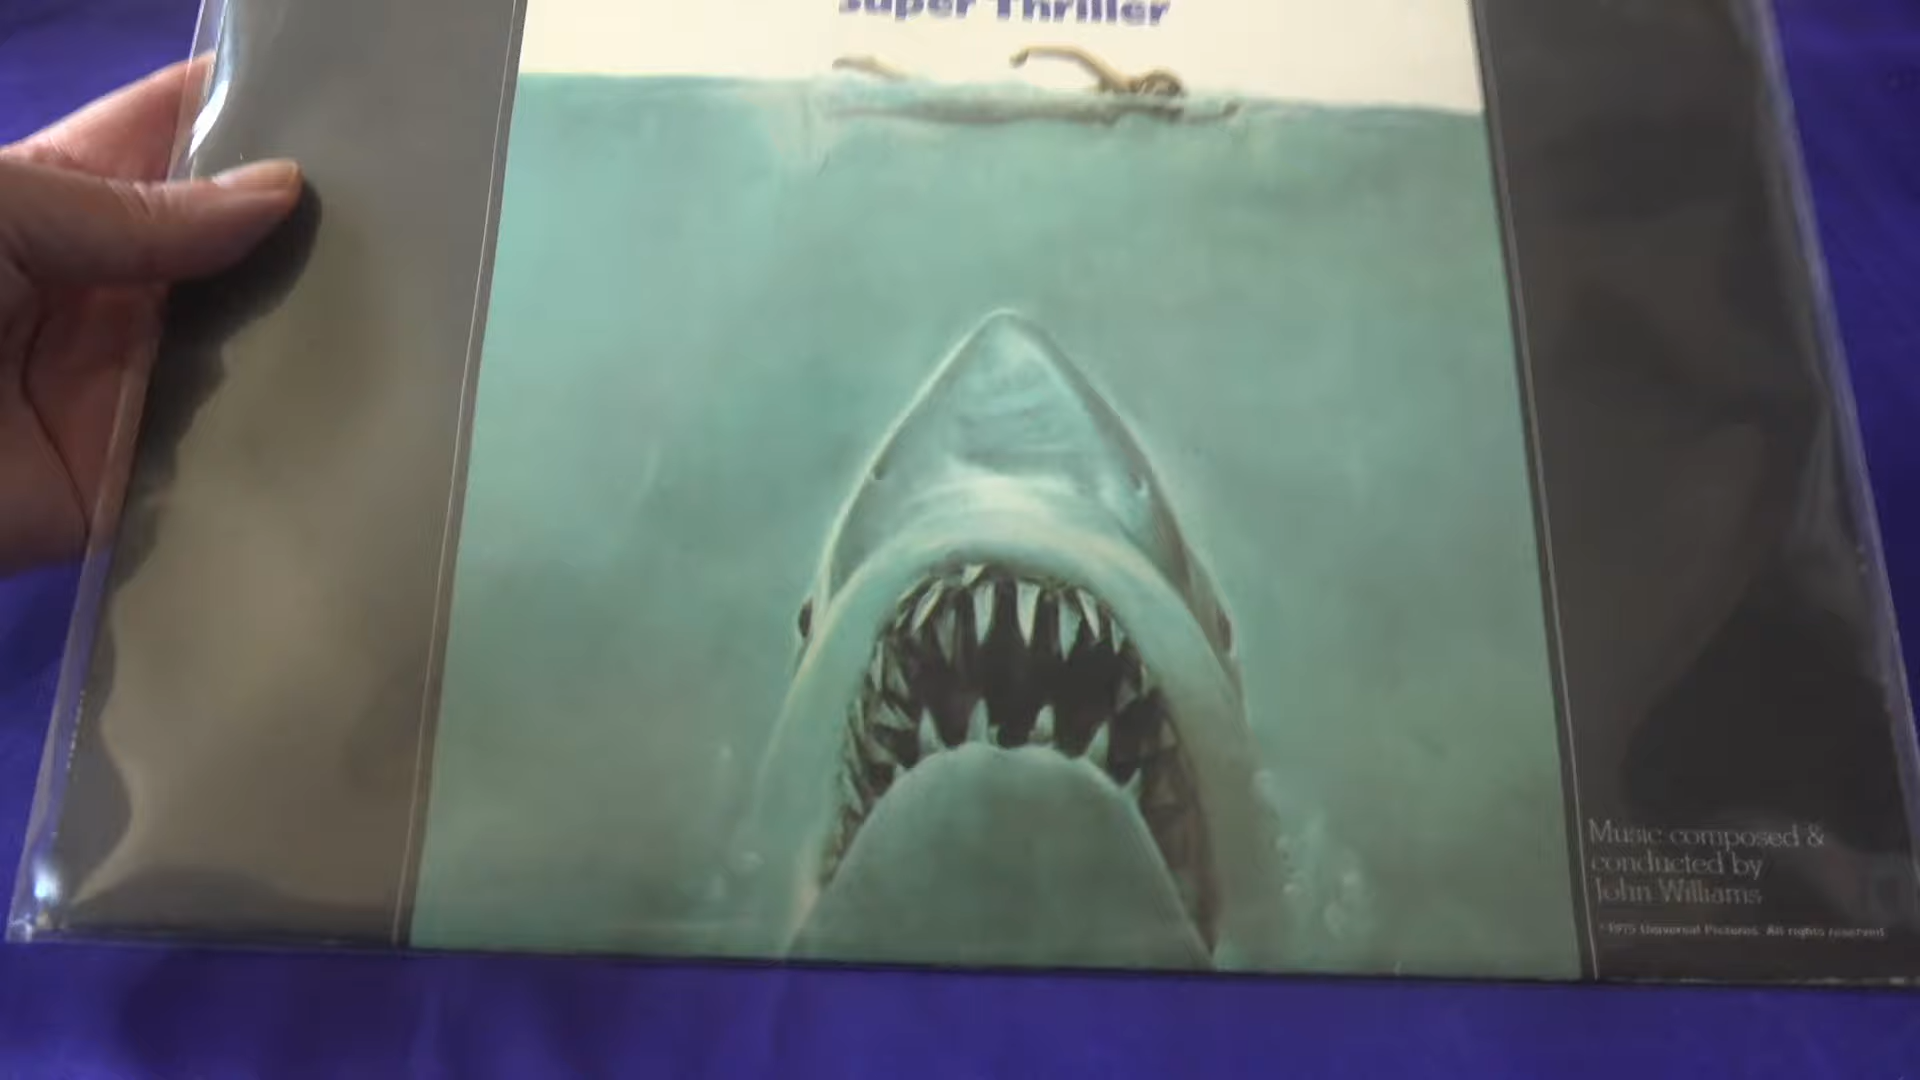 Super Thriller
Music composed &
conducted by
John Williams
©1975 Universal Pictures. All rights reserved.